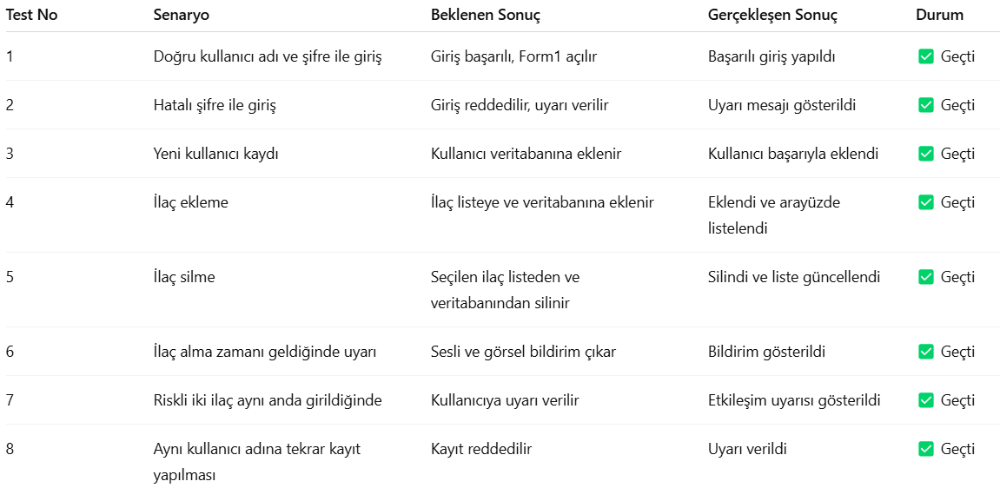 Test No Senaryo Beklenen Sonuç Gerçekleşen Sonuç Durum
1 Doğru kullanıcı adı ve şifre ile giriş Giriş başarılı, Form1 açılır Başarılı giriş yapıldı ✅ Geçti
2 Hatalı şifre ile giriş Giriş reddedilir, uyarı verilir Uyarı mesajı gösterildi ✅ Geçti
3 Yeni kullanıcı kaydı Kullanıcı veritabanına eklenir Kullanıcı başarıyla eklendi ✅ Geçti
4 İlaç ekleme İlaç listeye ve veritabanına eklenir Eklendi ve arayüzde ✅ Geçti
listelendi
5 İlaç silme Seçilen ilaç listeden ve Silindi ve liste güncellendi ✅ Geçti
veritabanından silinir
6 İlaç alma zamanı geldiğinde uyarı Sesli ve görsel bildirim çıkar Bildirim gösterildi ✅ Geçti
7 Riskli iki ilaç aynı anda girildiğinde Kullanıcıya uyarı verilir Etkileşim uyarısı gösterildi ✅ Geçti
8 Aynı kullanıcı adına tekrar kayıt Kayıt reddedilir Uyarı verildi ✅ Geçti
yapılması